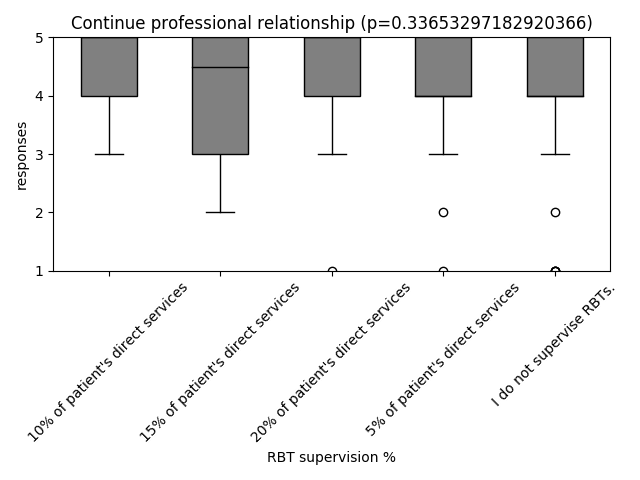 Continue professional relationship (p=0.33653297182920366)
responses
5
4
3
2
1
10% of patient's direct services
15% of patient's direct services
20% of patient's direct services
5% of patient's direct services
I do not supervise RBTs.
RBT supervision %